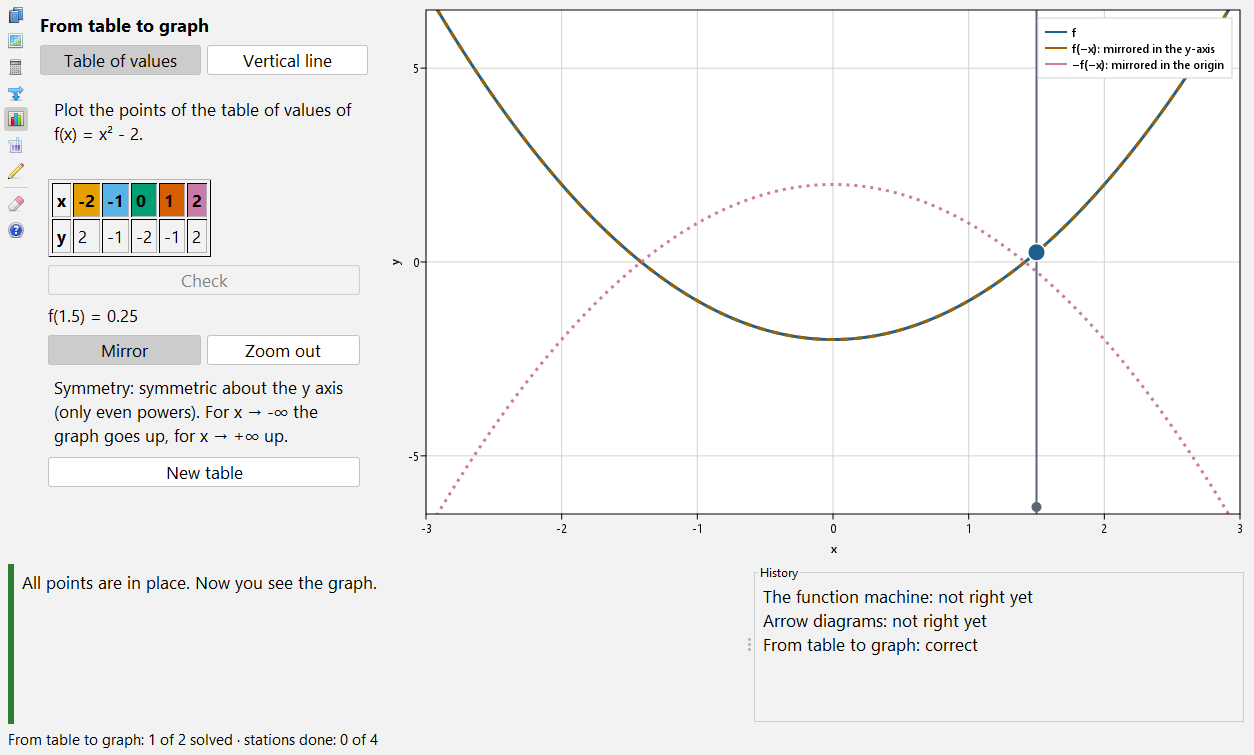 From table to graph
Table of values
Vertical line
Plot the points of the table of values of
f(x) = x² - 2.
x -2 -1 0 1 2
y 2 -1 -2 -1 2
Check
f(1.5) = 0.25
Mirror
Zoom out
Symmetry: symmetric about the y axis
(only even powers). For x → -∞ the
graph goes up, for x → +∞ up.
New table
f
f(−x): mirrored in the y-axis
−f(−x): mirrored in the origin
5
0
-5
y
-3 -2 -1 0 1 2 3
x
All points are in place. Now you see the graph.
History
The function machine: not right yet
Arrow diagrams: not right yet
From table to graph: correct
From table to graph: 1 of 2 solved · stations done: 0 of 4